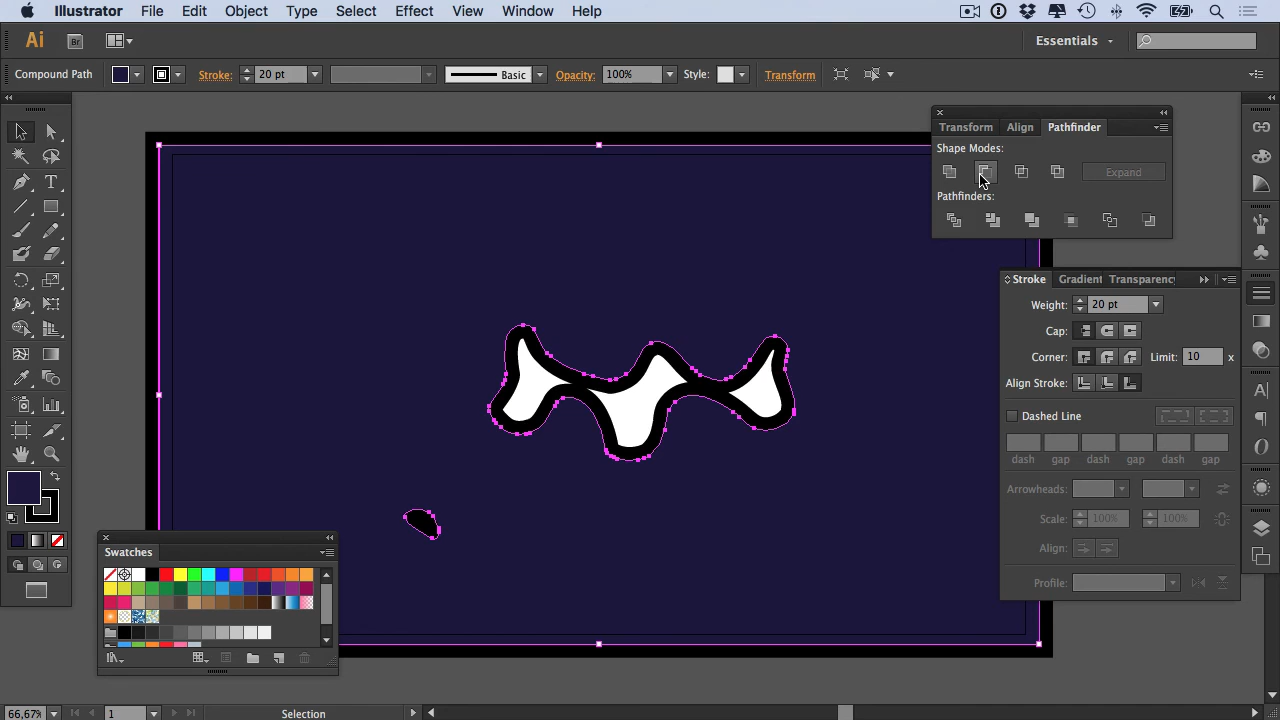 Illustrator File Edit Object Type Select Effect View Window Help
Ai Br Essentials
Compound Path Stroke: 20 pt Basic Opacity: 100% Style: Transform
Transform Align Pathfinder
Shape Modes:
Expand
Pathfinders:
Stroke Gradient Transparency
Weight: 20 pt
Cap:
Corner: Limit: 10 x
Align Stroke:
Dashed Line
dash gap dash gap dash gap
Arrowheads:
Scale: 100% 100%
Align:
Profile:
Swatches
66,67% 1 Selection